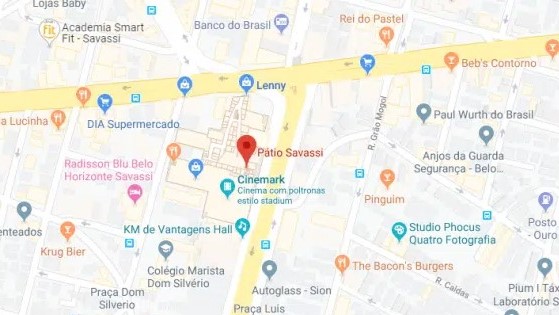 Lojas Baby
Academia Smart
Fit - Savassi
fit
Banco do Brasil
Rei do Pastel
Beb's Contorno
Lenny
a Lucinha
DIA Supermercado
R. Grão Mogol
Paul Wurth do Brasil
Pátio Savassi
Radisson Blu Belo
Horizonte Savassi
Anjos da Guarda
Segurança - Belo...
Cinemark
Cinema com poltronas
estilo stadium
Pinguim
KM de Vantagens Hall
Studio Phocus
Quatro Fotografia
Posto -
Ouro
enteados
Krug Bier
Colégio Marista
Dom Silvério
The Bacon's Burgers
Praça Dom
Silverio
Autoglass - Sion
R. Caldas
Pium I Tax
Laboratório S
Praça Luis